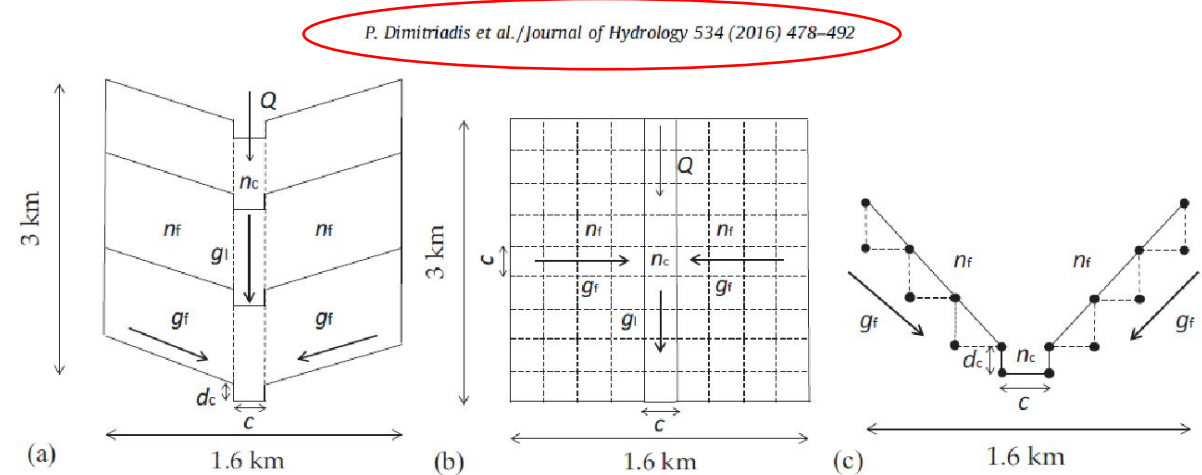 P. Dimitriadis et al./Journal of Hydrology 534 (2016) 478–492
3 km
Q
nc
nf
nf
gl
gf
gf
dc
c
(a)
1.6 km
3 km
Q
nf
nf
c
nc
gf
gf
gl
c
(b)
1.6 km
nf
nf
gf
gf
dc
nc
c
(c)
1.6 km